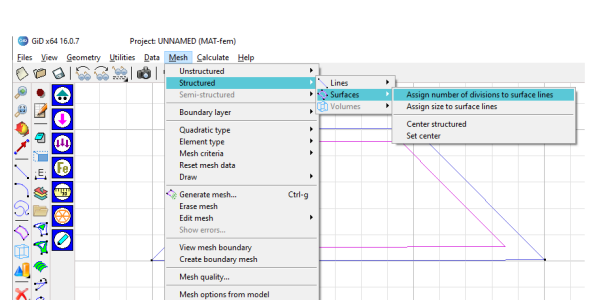 GiD x64 16.0.7 Project: UNNAMED (MAT-fem)
Files View Geometry Utilities Data Mesh Calculate Help
Unstructured
Structured
Semi-structured
Boundary layer
Quadratic type
Element type
Mesh criteria
Reset mesh data
Draw
Generate mesh... Ctrl-g
Erase mesh
Edit mesh
Show errors...
View mesh boundary
Create boundary mesh
Mesh quality...
Mesh options from model
Lines
Surfaces
Volumes
Assign number of divisions to surface lines
Assign size to surface lines
Center structured
Set center
.E.
Fe